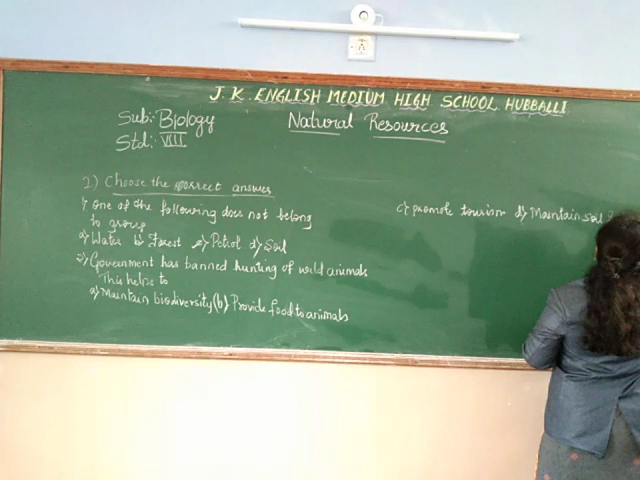 J. K. ENGLISH MEDIUM HIGH SCHOOL HUBBALLI
Sub:- Biology
Natural Resources
Std:- VIII
1) Choose the correct answer
1) One of the following does not belong
to group
a) Water b) Forest c) Petrol d) Soil
2) Government has banned hunting of wild animals
This helps to
a) Maintain biodiversity (b) Provide food to animals
c) promote tourism d) Maintain soil